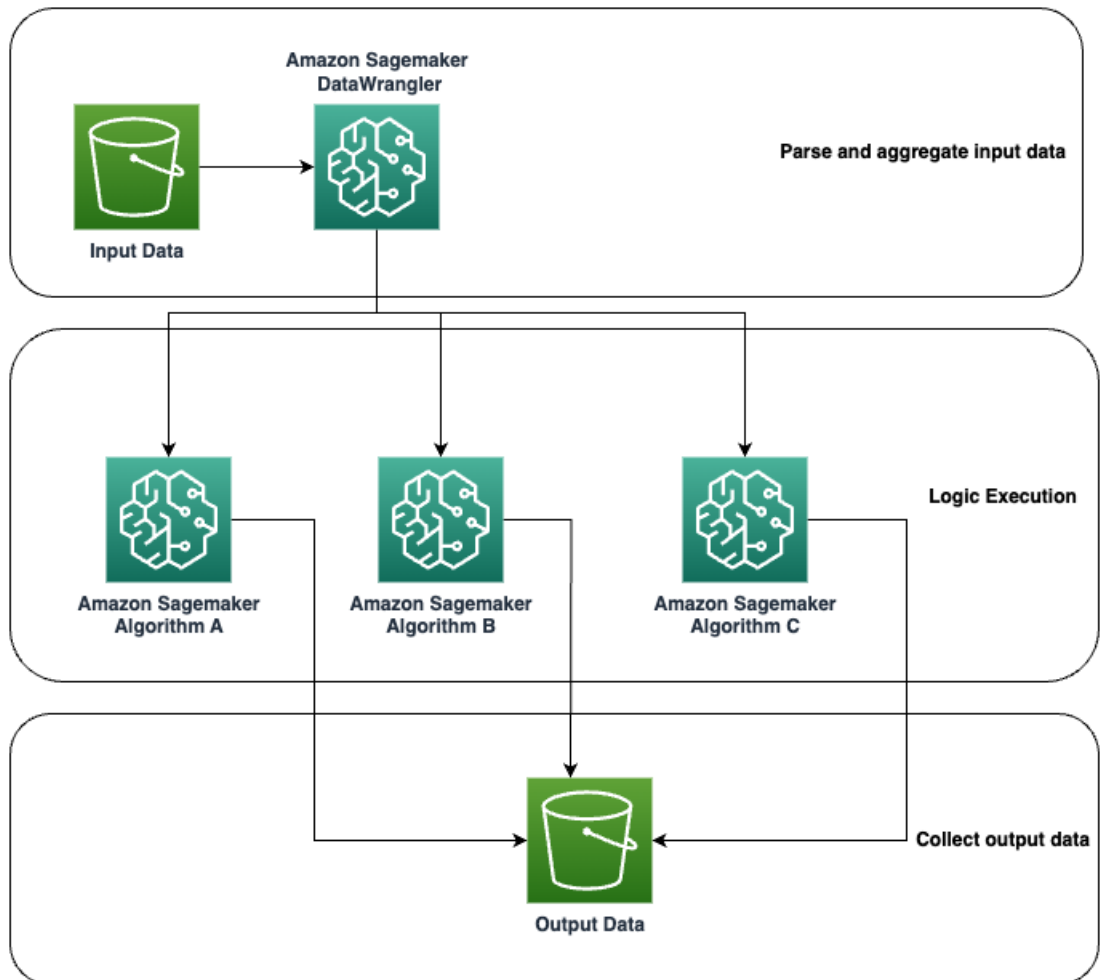 Amazon Sagemaker
DataWrangler
Parse and aggregate input data
Input Data
Logic Execution
Amazon Sagemaker
Algorithm A
Amazon Sagemaker
Algorithm B
Amazon Sagemaker
Algorithm C
Collect output data
Output Data